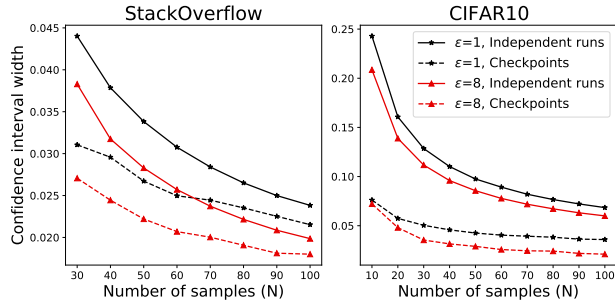 StackOverflow
CIFAR10
Confidence interval width
0.045
0.040
0.035
0.030
0.025
0.020
30 40 50 60 70 80 90 100
Number of samples (N)
0.25
0.20
0.15
0.10
0.05
10 20 30 40 50 60 70 80 90 100
Number of samples (N)
ε=1, Independent runs
ε=1, Checkpoints
ε=8, Independent runs
ε=8, Checkpoints